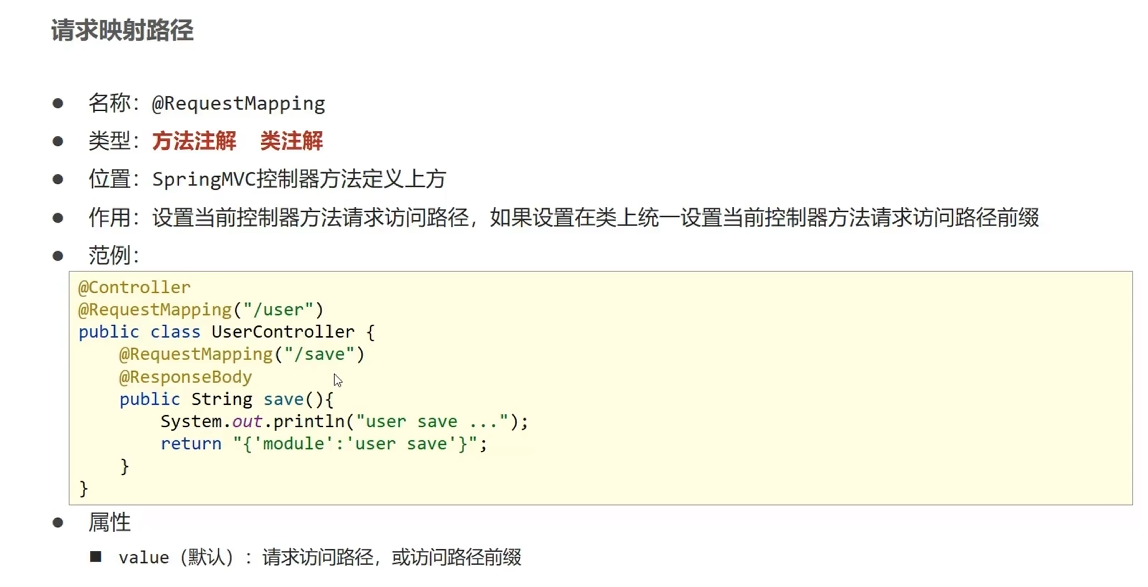 请求映射路径
● 名称：@RequestMapping
● 类型：方法注解 类注解
● 位置：SpringMVC控制器方法定义上方
● 作用：设置当前控制器方法请求访问路径，如果设置在类上统一设置当前控制器方法请求访问路径前缀
● 范例：
@Controller
@RequestMapping("/user")
public class UserController {
    @RequestMapping("/save")
    @ResponseBody
    public String save(){
        System.out.println("user save ...");
        return "{'module':'user save'}";
    }
}
● 属性
■ value（默认）：请求访问路径，或访问路径前缀